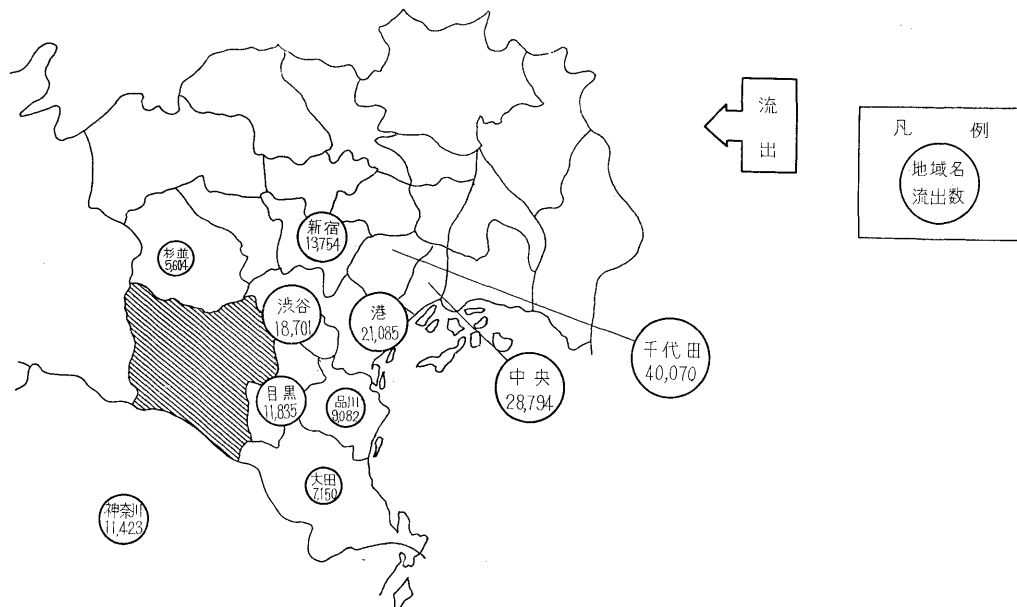 流
出
凡 例
地域名
流出数
新宿
13,754
杉並
5,604
渋谷
18,701
港
21,085
千代田
40,070
中央
28,794
目黒
11,835
品川
9,082
大田
7,150
神奈川
11,423